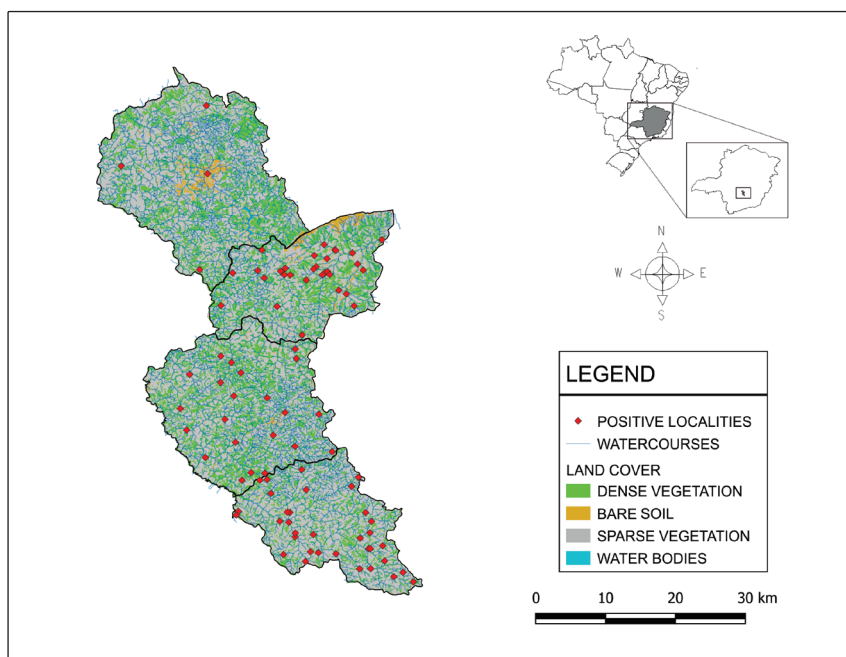 N
W E
S
LEGEND
POSITIVE LOCALITIES
WATERCOURSES
LAND COVER
DENSE VEGETATION
BARE SOIL
SPARSE VEGETATION
WATER BODIES
0 10 20 30 km